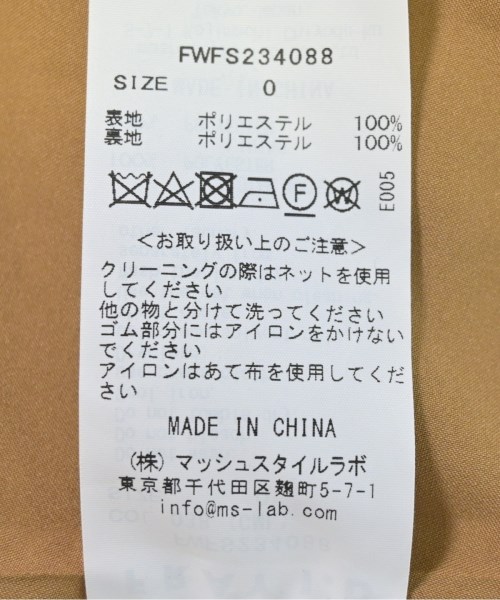 FWFS234088
SIZE 0
表地 ポリエステル 100%
裏地 ポリエステル 100%
F W E005
＜お取り扱い上のご注意＞
クリーニングの際はネットを使用
してください
他の物と分けて洗ってください
ゴム部分にはアイロンをかけない
でください
アイロンはあて布を使用してくだ
さい
MADE IN CHINA
(株) マッシュスタイルラボ
東京都千代田区麹町5-7-1
info@ms-lab.com